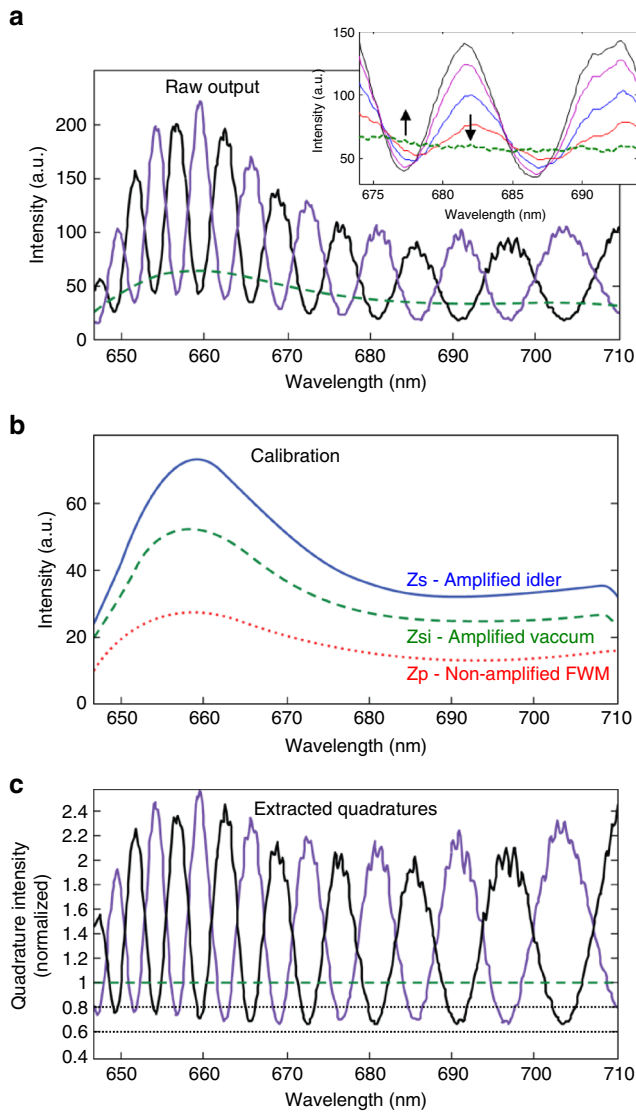 a
Raw output
Intensity (a.u.)
200
150
100
50
0
650 660 670 680 690 700 710
Wavelength (nm)
Intensity (a.u.)
150
100
50
675 680 685 690
Wavelength (nm)
b
Calibration
Intensity (a.u.)
60
40
20
0
Zs - Amplified idler
Zsi - Amplified vaccum
Zp - Non-amplified FWM
650 660 670 680 690 700 710
Wavelength (nm)
c
Extracted quadratures
Quadrature intensity
(normalized)
2.4
2.2
2
1.8
1.6
1.4
1.2
1
0.8
0.6
0.4
650 660 670 680 690 700 710
Wavelength (nm)